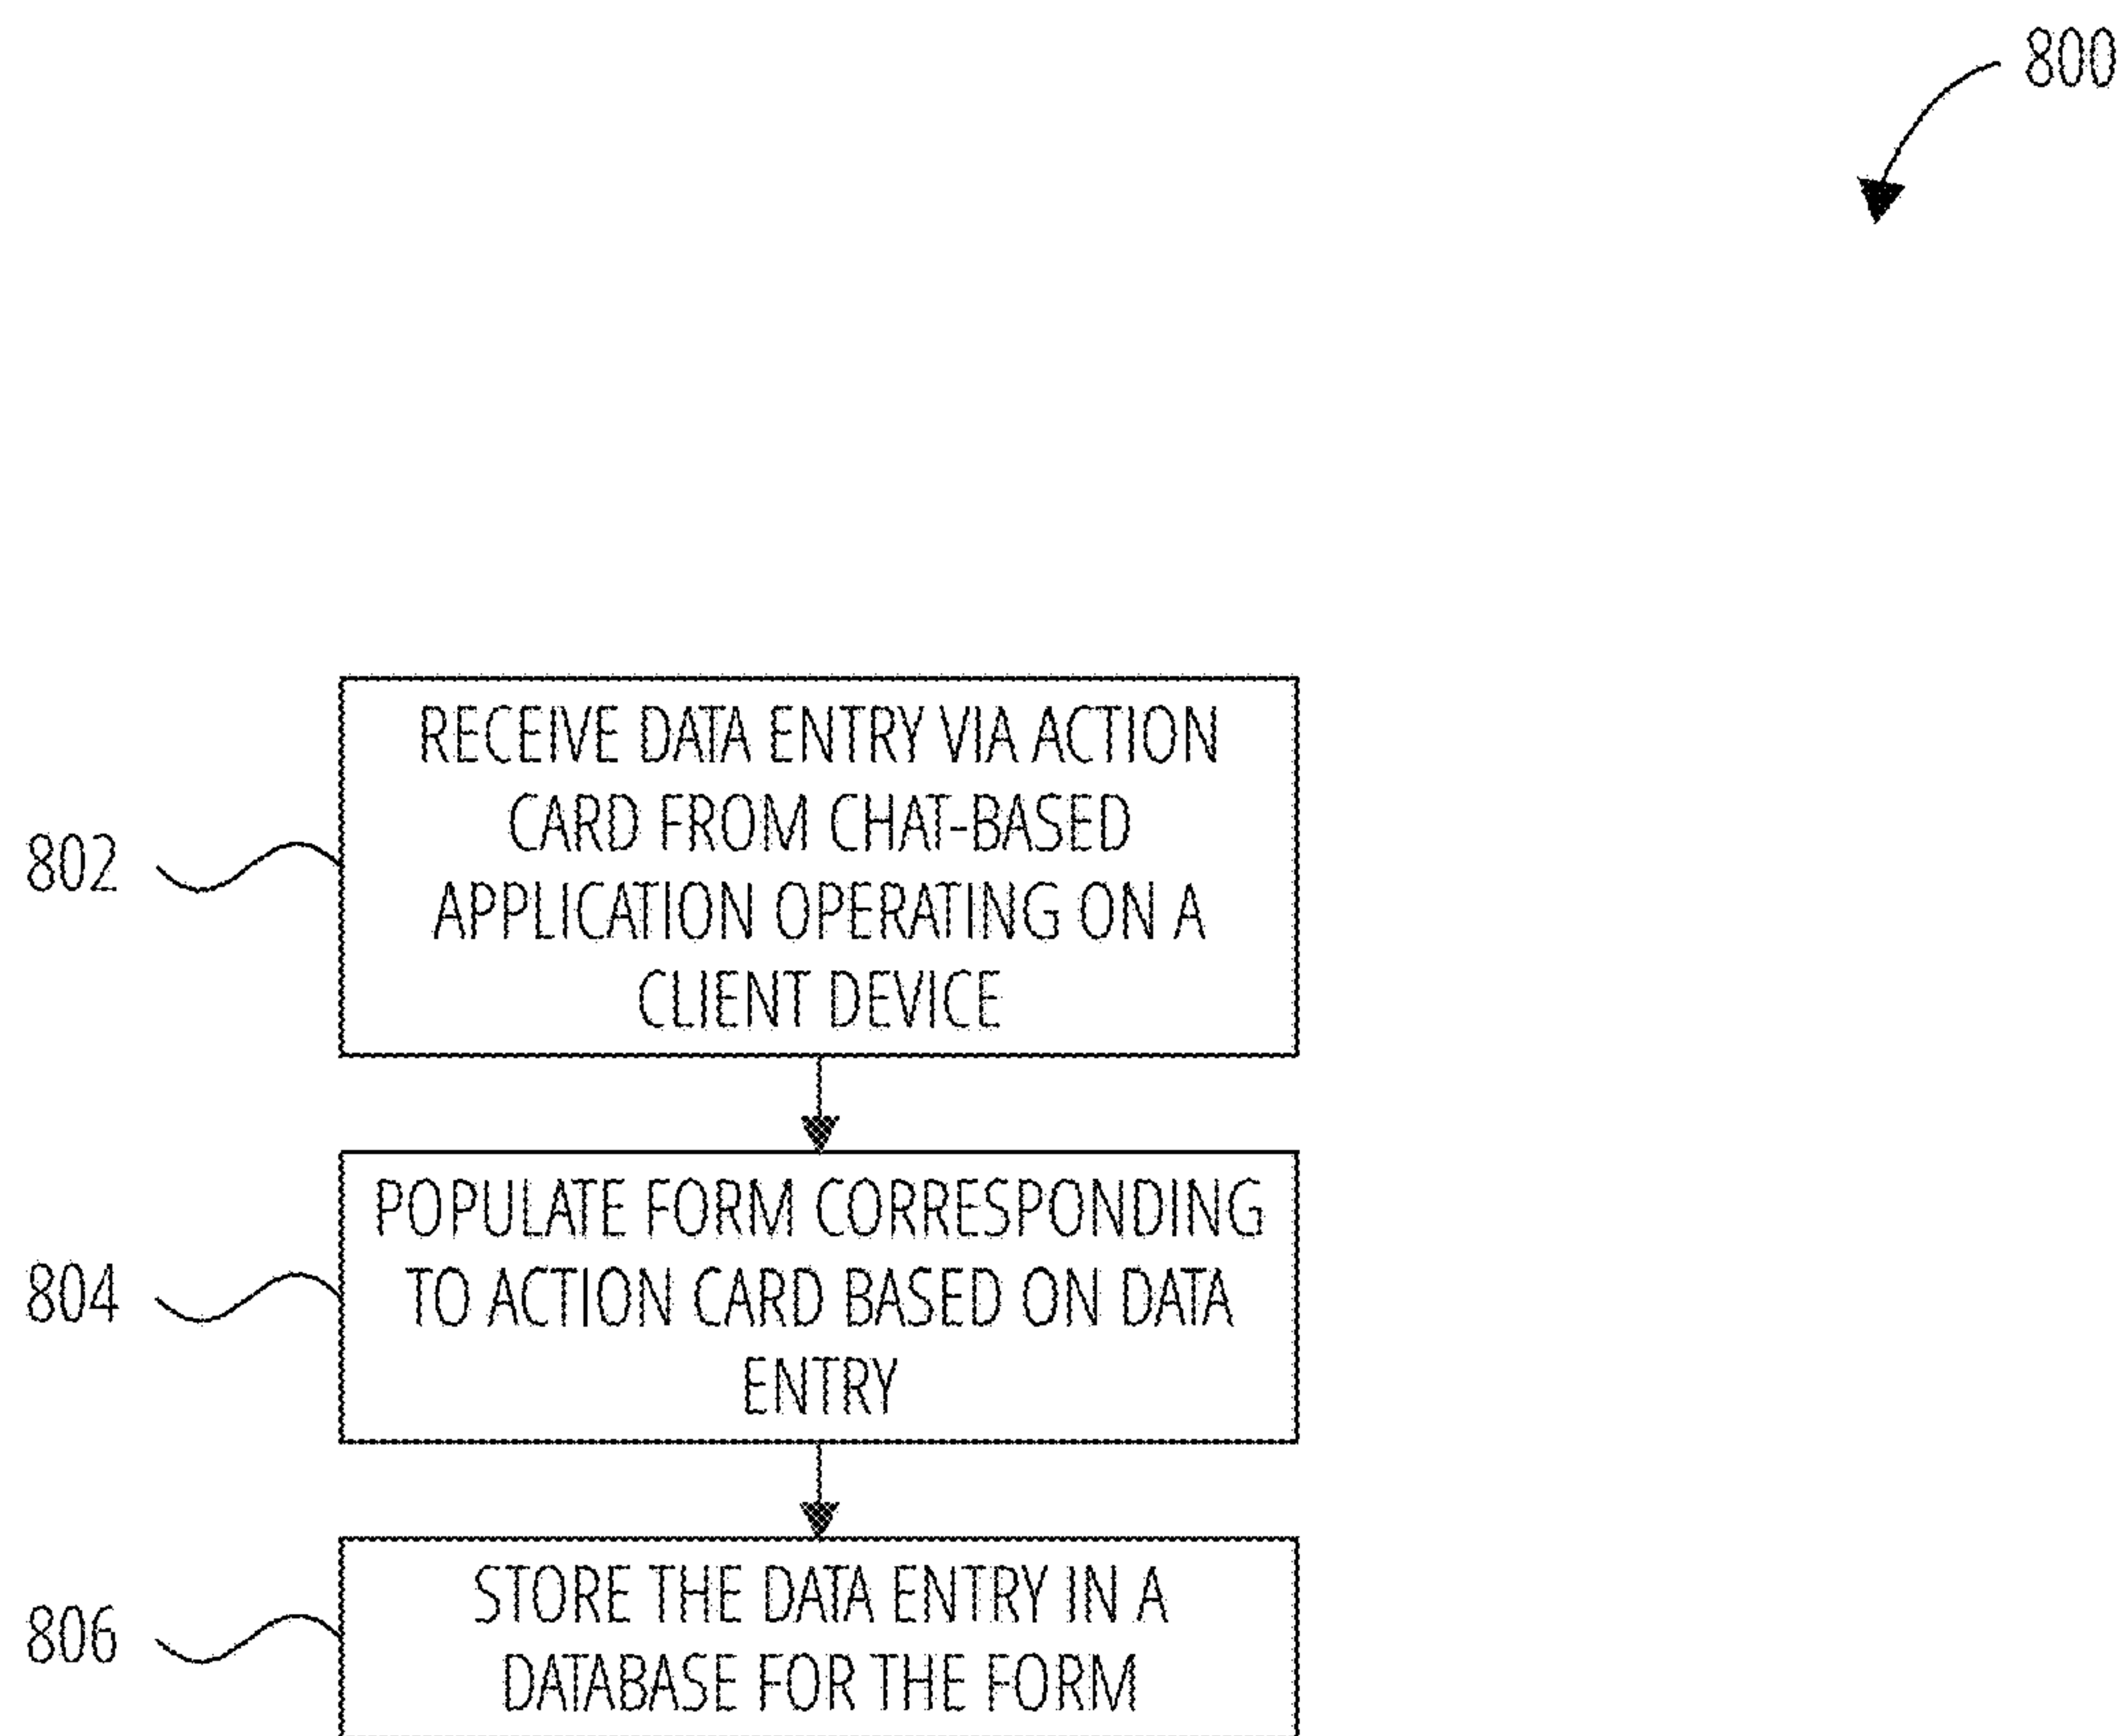 800
802
RECEIVE DATA ENTRY VIA ACTION
CARD FROM CHAT-BASED
APPLICATION OPERATING ON A
CLIENT DEVICE
804
POPULATE FORM CORRESPONDING
TO ACTION CARD BASED ON DATA
ENTRY
806
STORE THE DATA ENTRY IN A
DATABASE FOR THE FORM